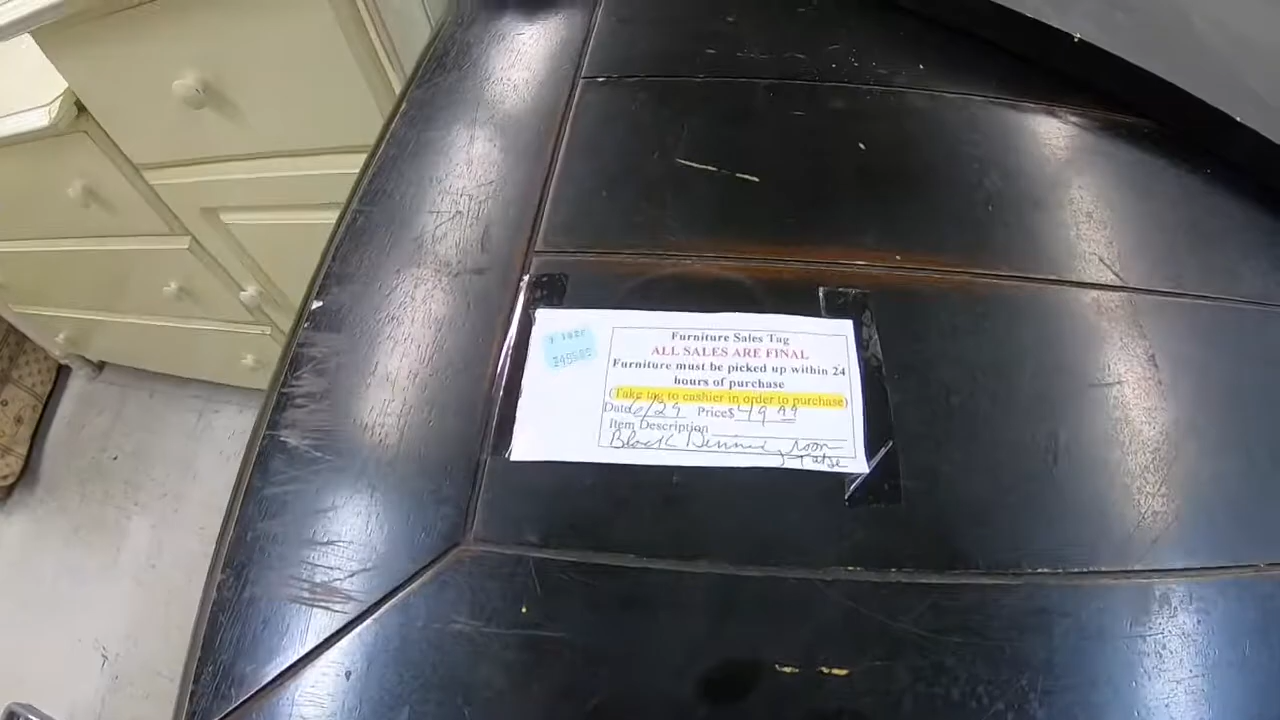 Furniture Sales Tag
ALL SALES ARE FINAL
Furniture must be picked up within 24
hours of purchase
(Take tag to cashier in order to purchase)
Date 6/29 Price$ 49.99
Item Description
Black Dinning room
Table